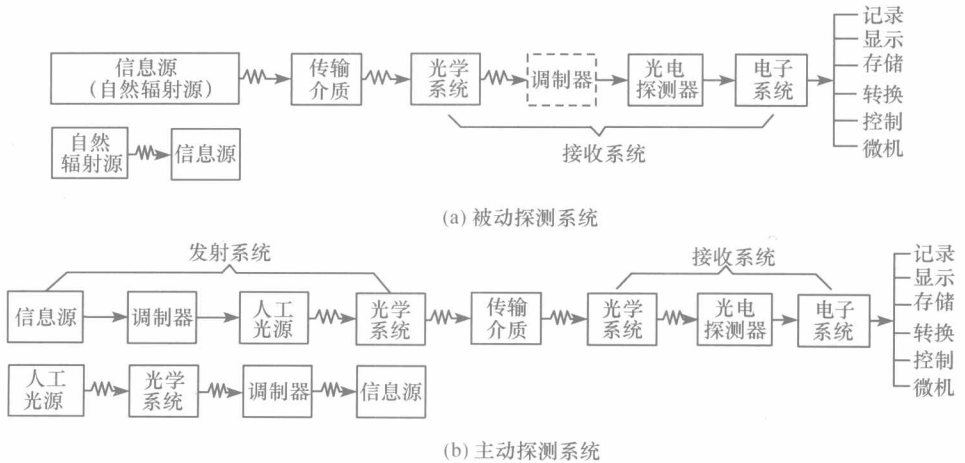 信息源
(自然辐射源)
传输
介质
光学
系统
调制器
光电
探测器
电子
系统
记录
显示
存储
转换
控制
微机
接收系统
自然
辐射源
信息源
(a) 被动探测系统
发射系统
接收系统
信息源
调制器
人工
光源
光学
系统
传输
介质
光学
系统
光电
探测器
电子
系统
记录
显示
存储
转换
控制
微机
人工
光源
光学
系统
调制器
信息源
(b) 主动探测系统